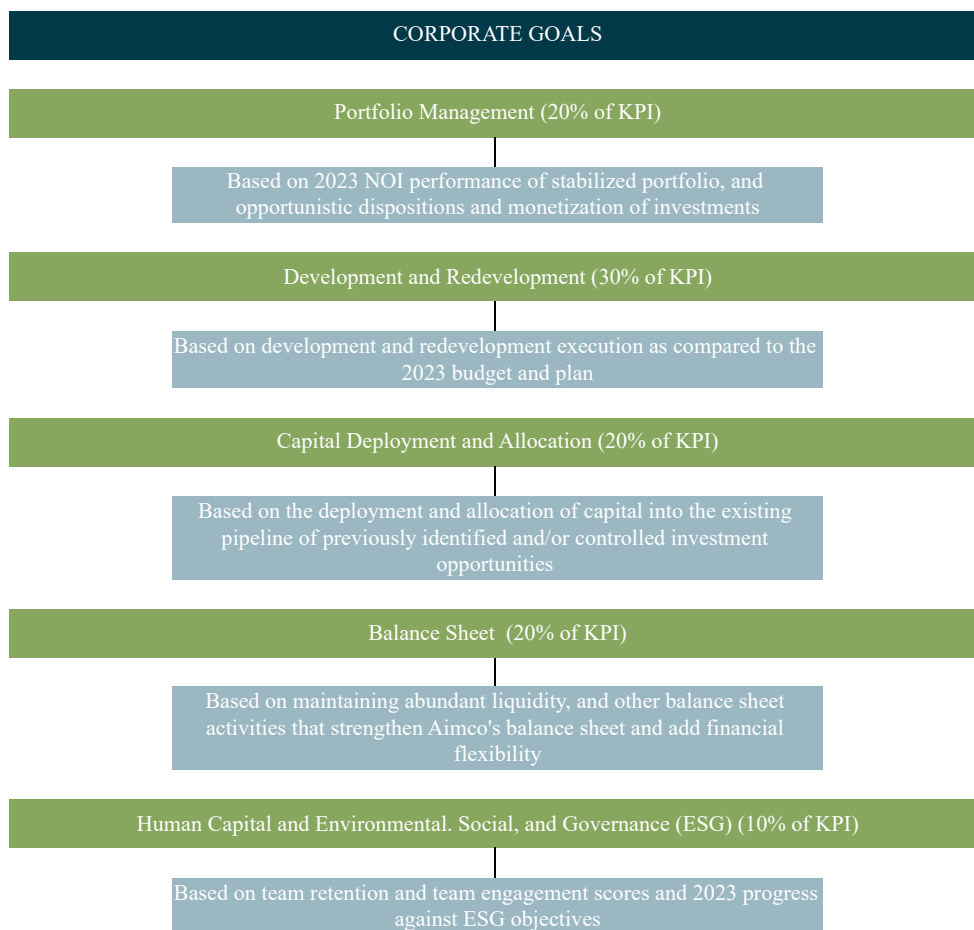 CORPORATE GOALS
Portfolio Management (20% of KPI)
Based on 2023 NOI performance of stabilized portfolio, and
opportunistic dispositions and monetization of investments
Development and Redevelopment (30% of KPI)
Based on development and redevelopment execution as compared to the
2023 budget and plan
Capital Deployment and Allocation (20% of KPI)
Based on the deployment and allocation of capital into the existing
pipeline of previously identified and/or controlled investment
opportunities
Balance Sheet  (20% of KPI)
Based on maintaining abundant liquidity, and other balance sheet
activities that strengthen Aimco's balance sheet and add financial
flexibility
Human Capital and Environmental. Social, and Governance (ESG) (10% of KPI)
Based on team retention and team engagement scores and 2023 progress
against ESG objectives